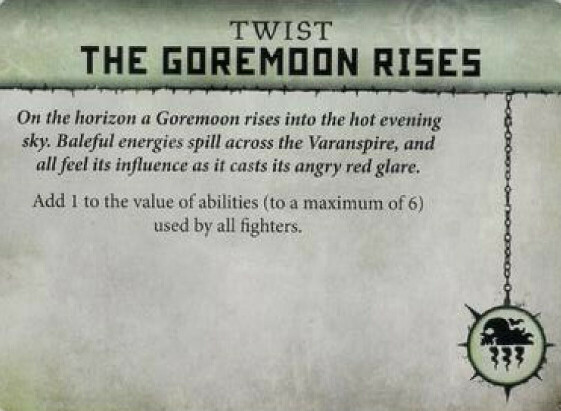 TWIST
THE GOREMOON RISES
On the horizon a Goremoon rises into the hot evening
sky. Baleful energies spill across the Varanspire, and
all feel its influence as it casts its angry red glare.
Add 1 to the value of abilities (to a maximum of 6)
used by all fighters.